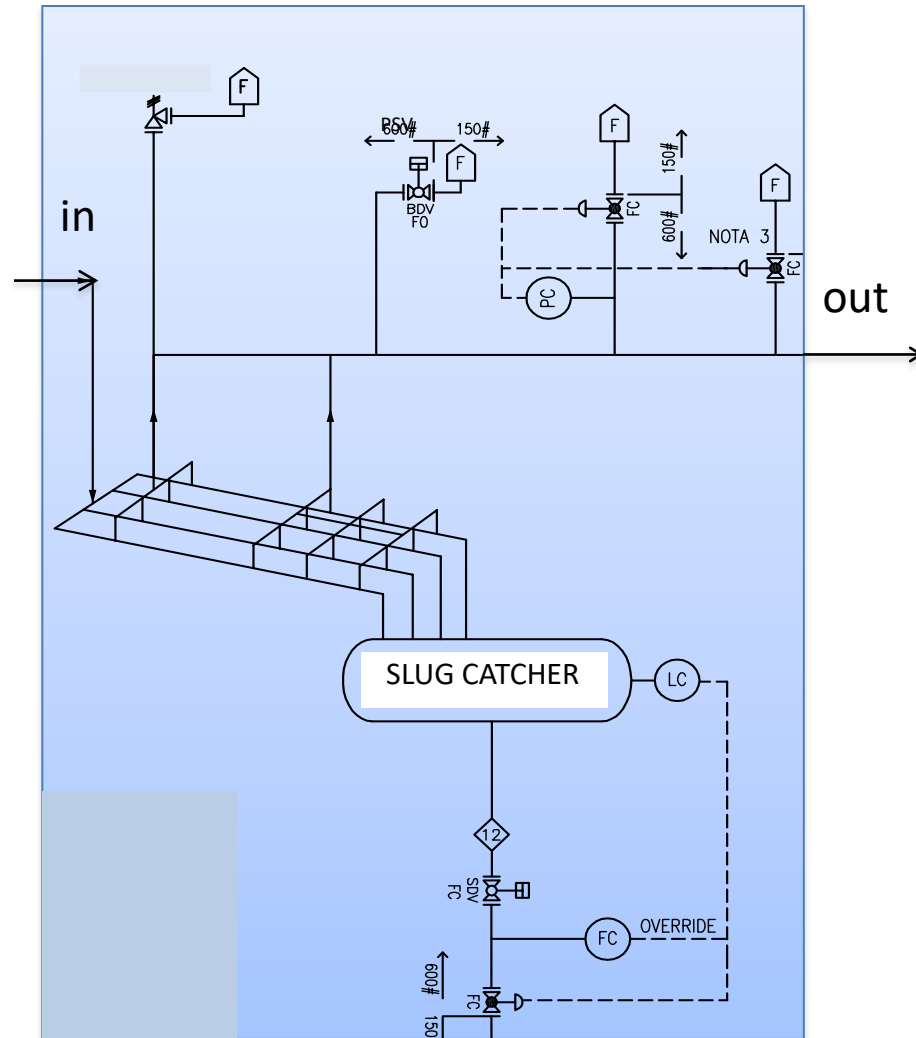 F
PSV
600# 150#
F
F
150#
F
BDV
FO
FC
in
600#
NOTA 3
FC
PC
out
SLUG CATCHER
LC
12
SDV
FC
OVERRIDE
FC
600#
FC
150